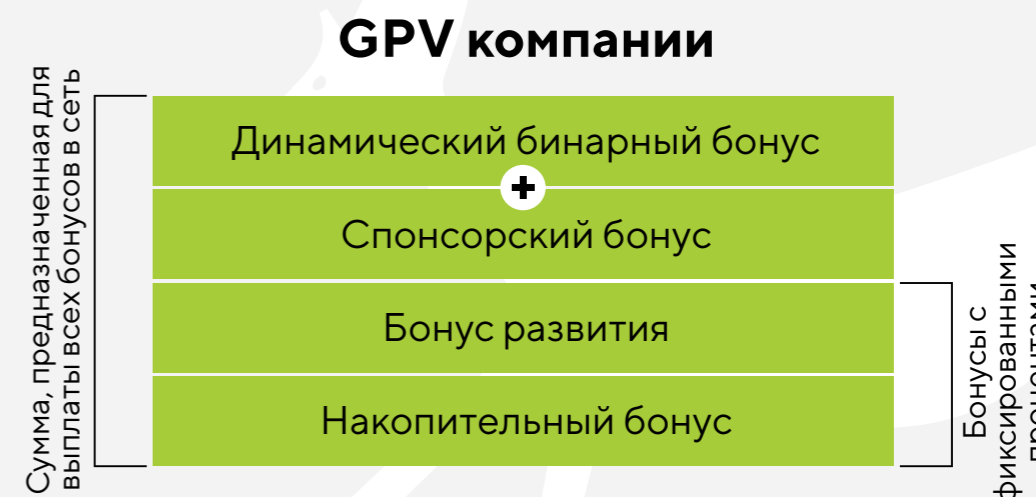 GPV компании
Сумма, предназначенная для
выплаты всех бонусов в сеть
Динамический бинарный бонус
+
Спонсорский бонус
Бонус развития
Накопительный бонус
Бонусы с
фиксированными
процентами